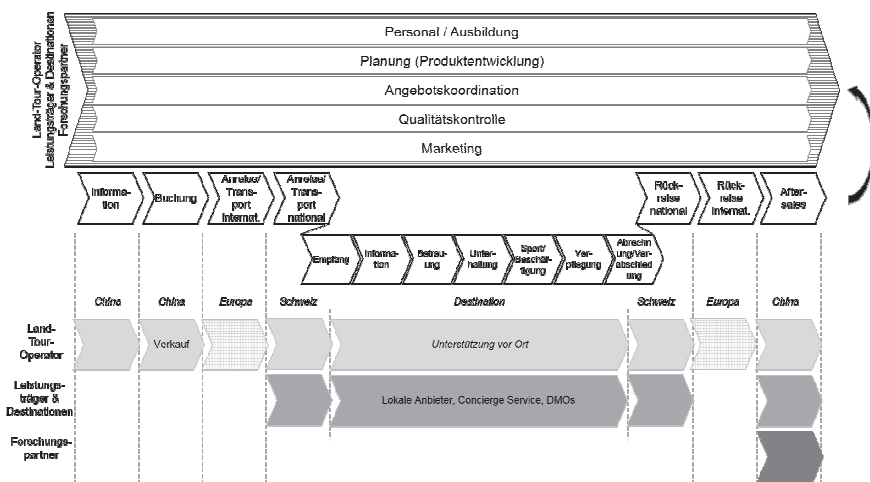 Land-Tour-Operator
Leistungsträger & Destinationen
Forschungspartner
Personal / Ausbildung
Planung (Produktentwicklung)
Angebotskoordination
Qualitätskontrolle
Marketing
Informa-
tion
Buchung
Anreise/
Trans-
port
internat.
Anreise/
Trans-
port
national
Rück-
reise
national
Rück-
reise
internat.
After-
sales
Empfang
Informa-
tion
Betreu-
ung
Unter-
haltung
Sport/
Beschäf-
tigung
Ver-
pflegung
Abrechn
ung/Ver-
abschied
ung
China
China
Europa
Schweiz
Destination
Schweiz
Europa
China
Land-
Tour-
Operator
Verkauf
Unterstützung vor Ort
Leistungs-
träger &
Destinationen
Lokale Anbieter, Concierge Service, DMOs
Forschungs-
partner